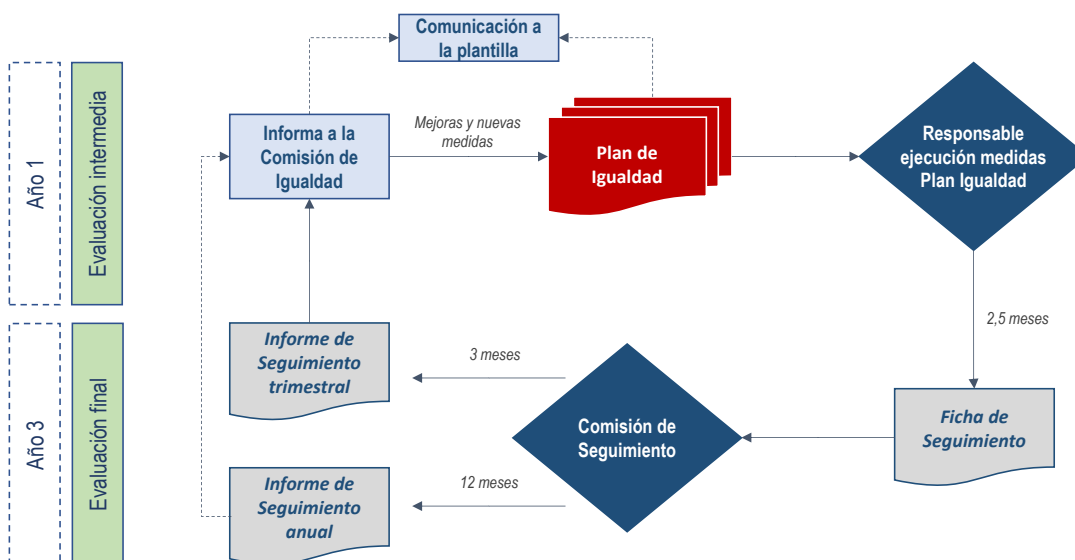 Comunicación a
la plantilla
Año 1
Evaluación intermedia
Informa a la
Comisión de
Igualdad
Mejoras y nuevas
medidas
Plan de
Igualdad
Responsable
ejecución medidas
Plan Igualdad
2,5 meses
Año 3
Evaluación final
Informe de
Seguimiento
trimestral
3 meses
Comisión de
Seguimiento
Ficha de
Seguimiento
12 meses
Informe de
Seguimiento
anual